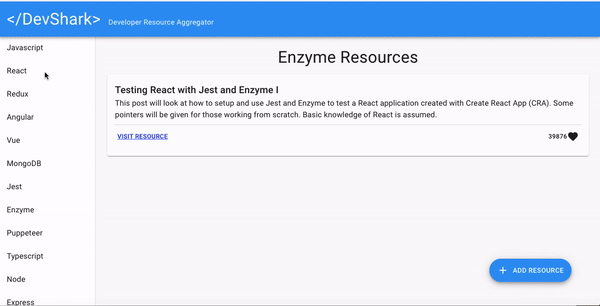 </DevShark> Developer Resource Aggregator
Javascript
React
Redux
Angular
Vue
MongoDB
Jest
Enzyme
Puppeteer
Typescript
Node
Express
Enzyme Resources
Testing React with Jest and Enzyme I
This post will look at how to setup and use Jest and Enzyme to test a React application created with Create React App (CRA). Some
pointers will be given for those working from scratch. Basic knowledge of React is assumed.
VISIT RESOURCE 39876
+ ADD RESOURCE